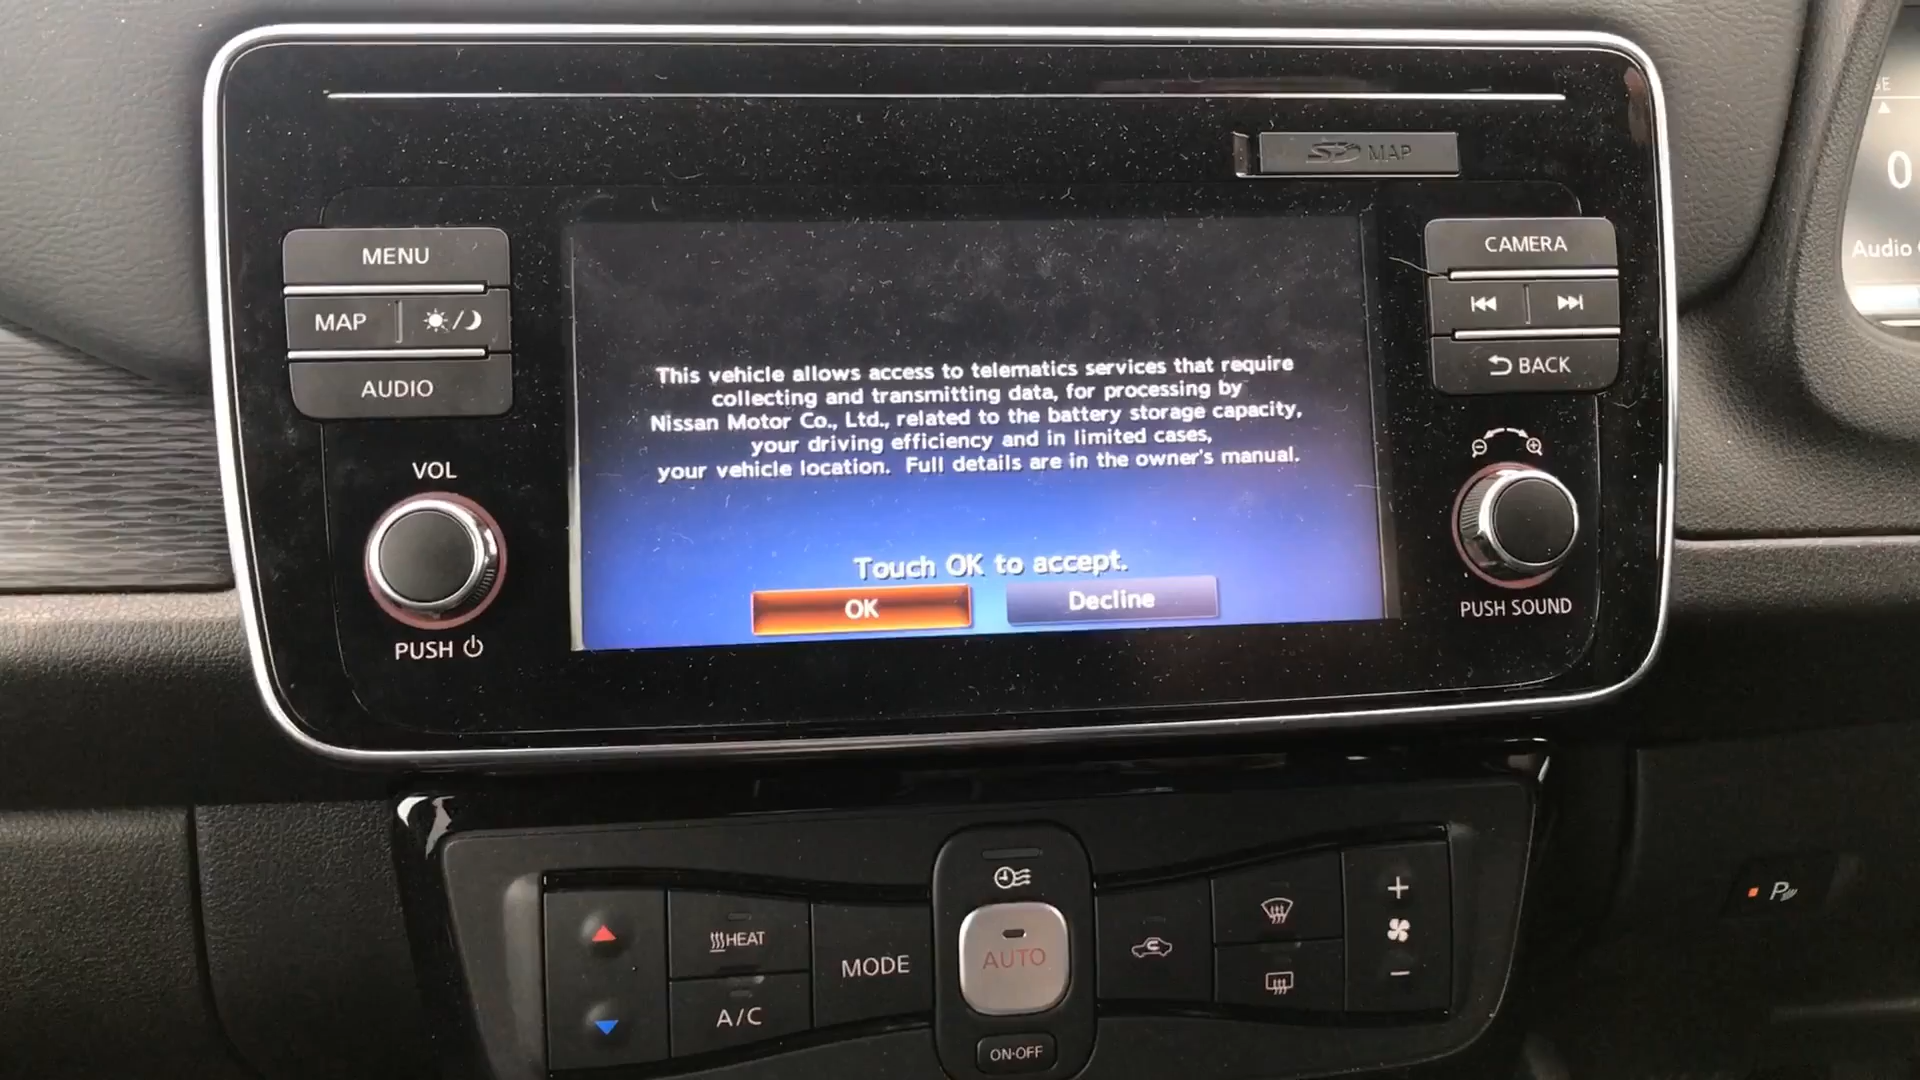 SD MAP
MENU
MAP
AUDIO
VOL
PUSH
CAMERA
BACK
PUSH SOUND
This vehicle allows access to telematics services that require
collecting and transmitting data, for processing by
Nissan Motor Co., Ltd., related to the battery storage capacity,
your driving efficiency and in limited cases,
your vehicle location. Full details are in the owner's manual.
Touch OK to accept.
OK
Decline
0
Audio
HEAT
A/C
MODE
AUTO
ON·OFF
P